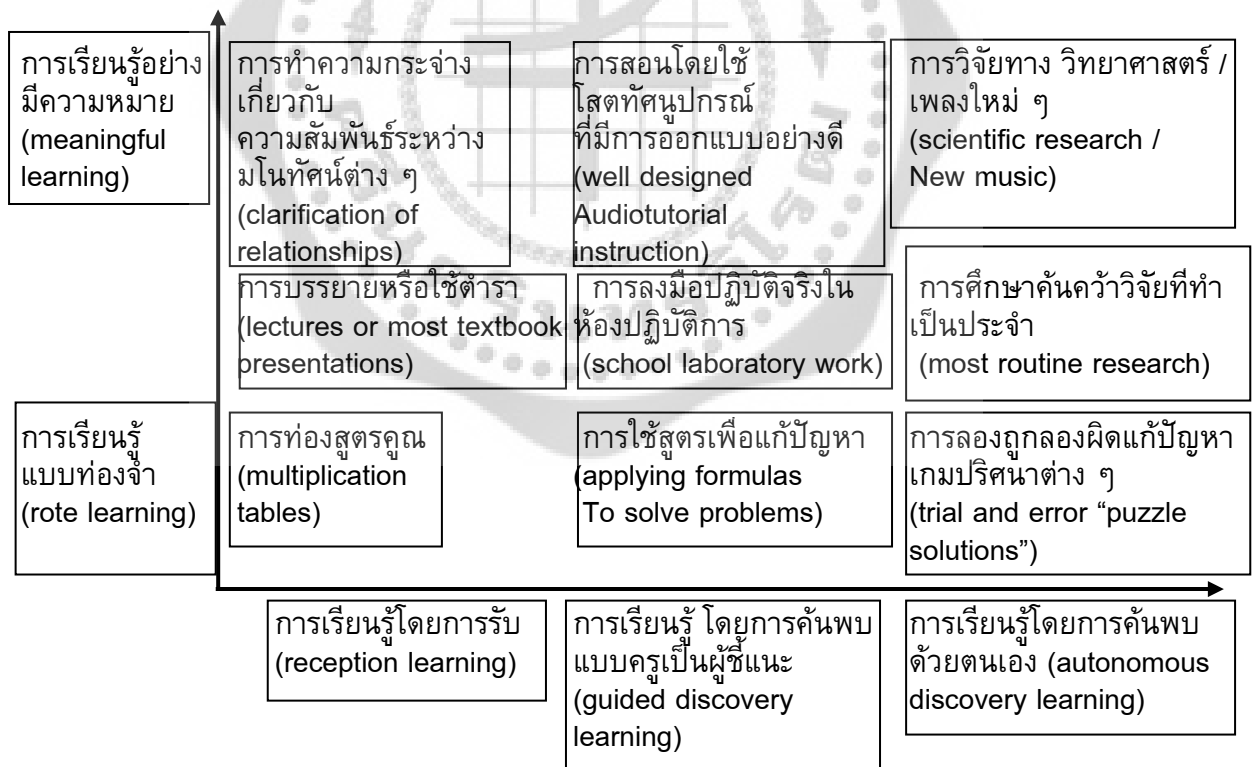 การเรียนรู้อย่าง
มีความหมาย
(meaningful
learning)
การทำความกระจ่าง
เกี่ยวกับ
ความสัมพันธ์ระหว่าง
มโนทัศน์ต่าง ๆ
(clarification of
relationships)
การสอนโดยใช้
โสตทัศนูปกรณ์
ที่มีการออกแบบอย่างดี
(well designed
Audiotutorial
instruction)
การวิจัยทาง วิทยาศาสตร์ /
เพลงใหม่ ๆ
(scientific research /
New music)
การบรรยายหรือใช้ตำรา
(lectures or most textbook
presentations)
การลงมือปฏิบัติจริงใน
ห้องปฏิบัติการ
(school laboratory work)
การศึกษาค้นคว้าวิจัยที่ทำ
เป็นประจำ
(most routine research)
การเรียนรู้
แบบท่องจำ
(rote learning)
การท่องสูตรคูณ
(multiplication
tables)
การใช้สูตรเพื่อแก้ปัญหา
(applying formulas
To solve problems)
การลองถูกลองผิดแก้ปัญหา
เกมปริศนาต่าง ๆ
(trial and error “puzzle
solutions”)
การเรียนรู้โดยการรับ
(reception learning)
การเรียนรู้ โดยการค้นพบ
แบบครูเป็นผู้ชี้แนะ
(guided discovery
learning)
การเรียนรู้โดยการค้นพบ
ด้วยตนเอง (autonomous
discovery learning)